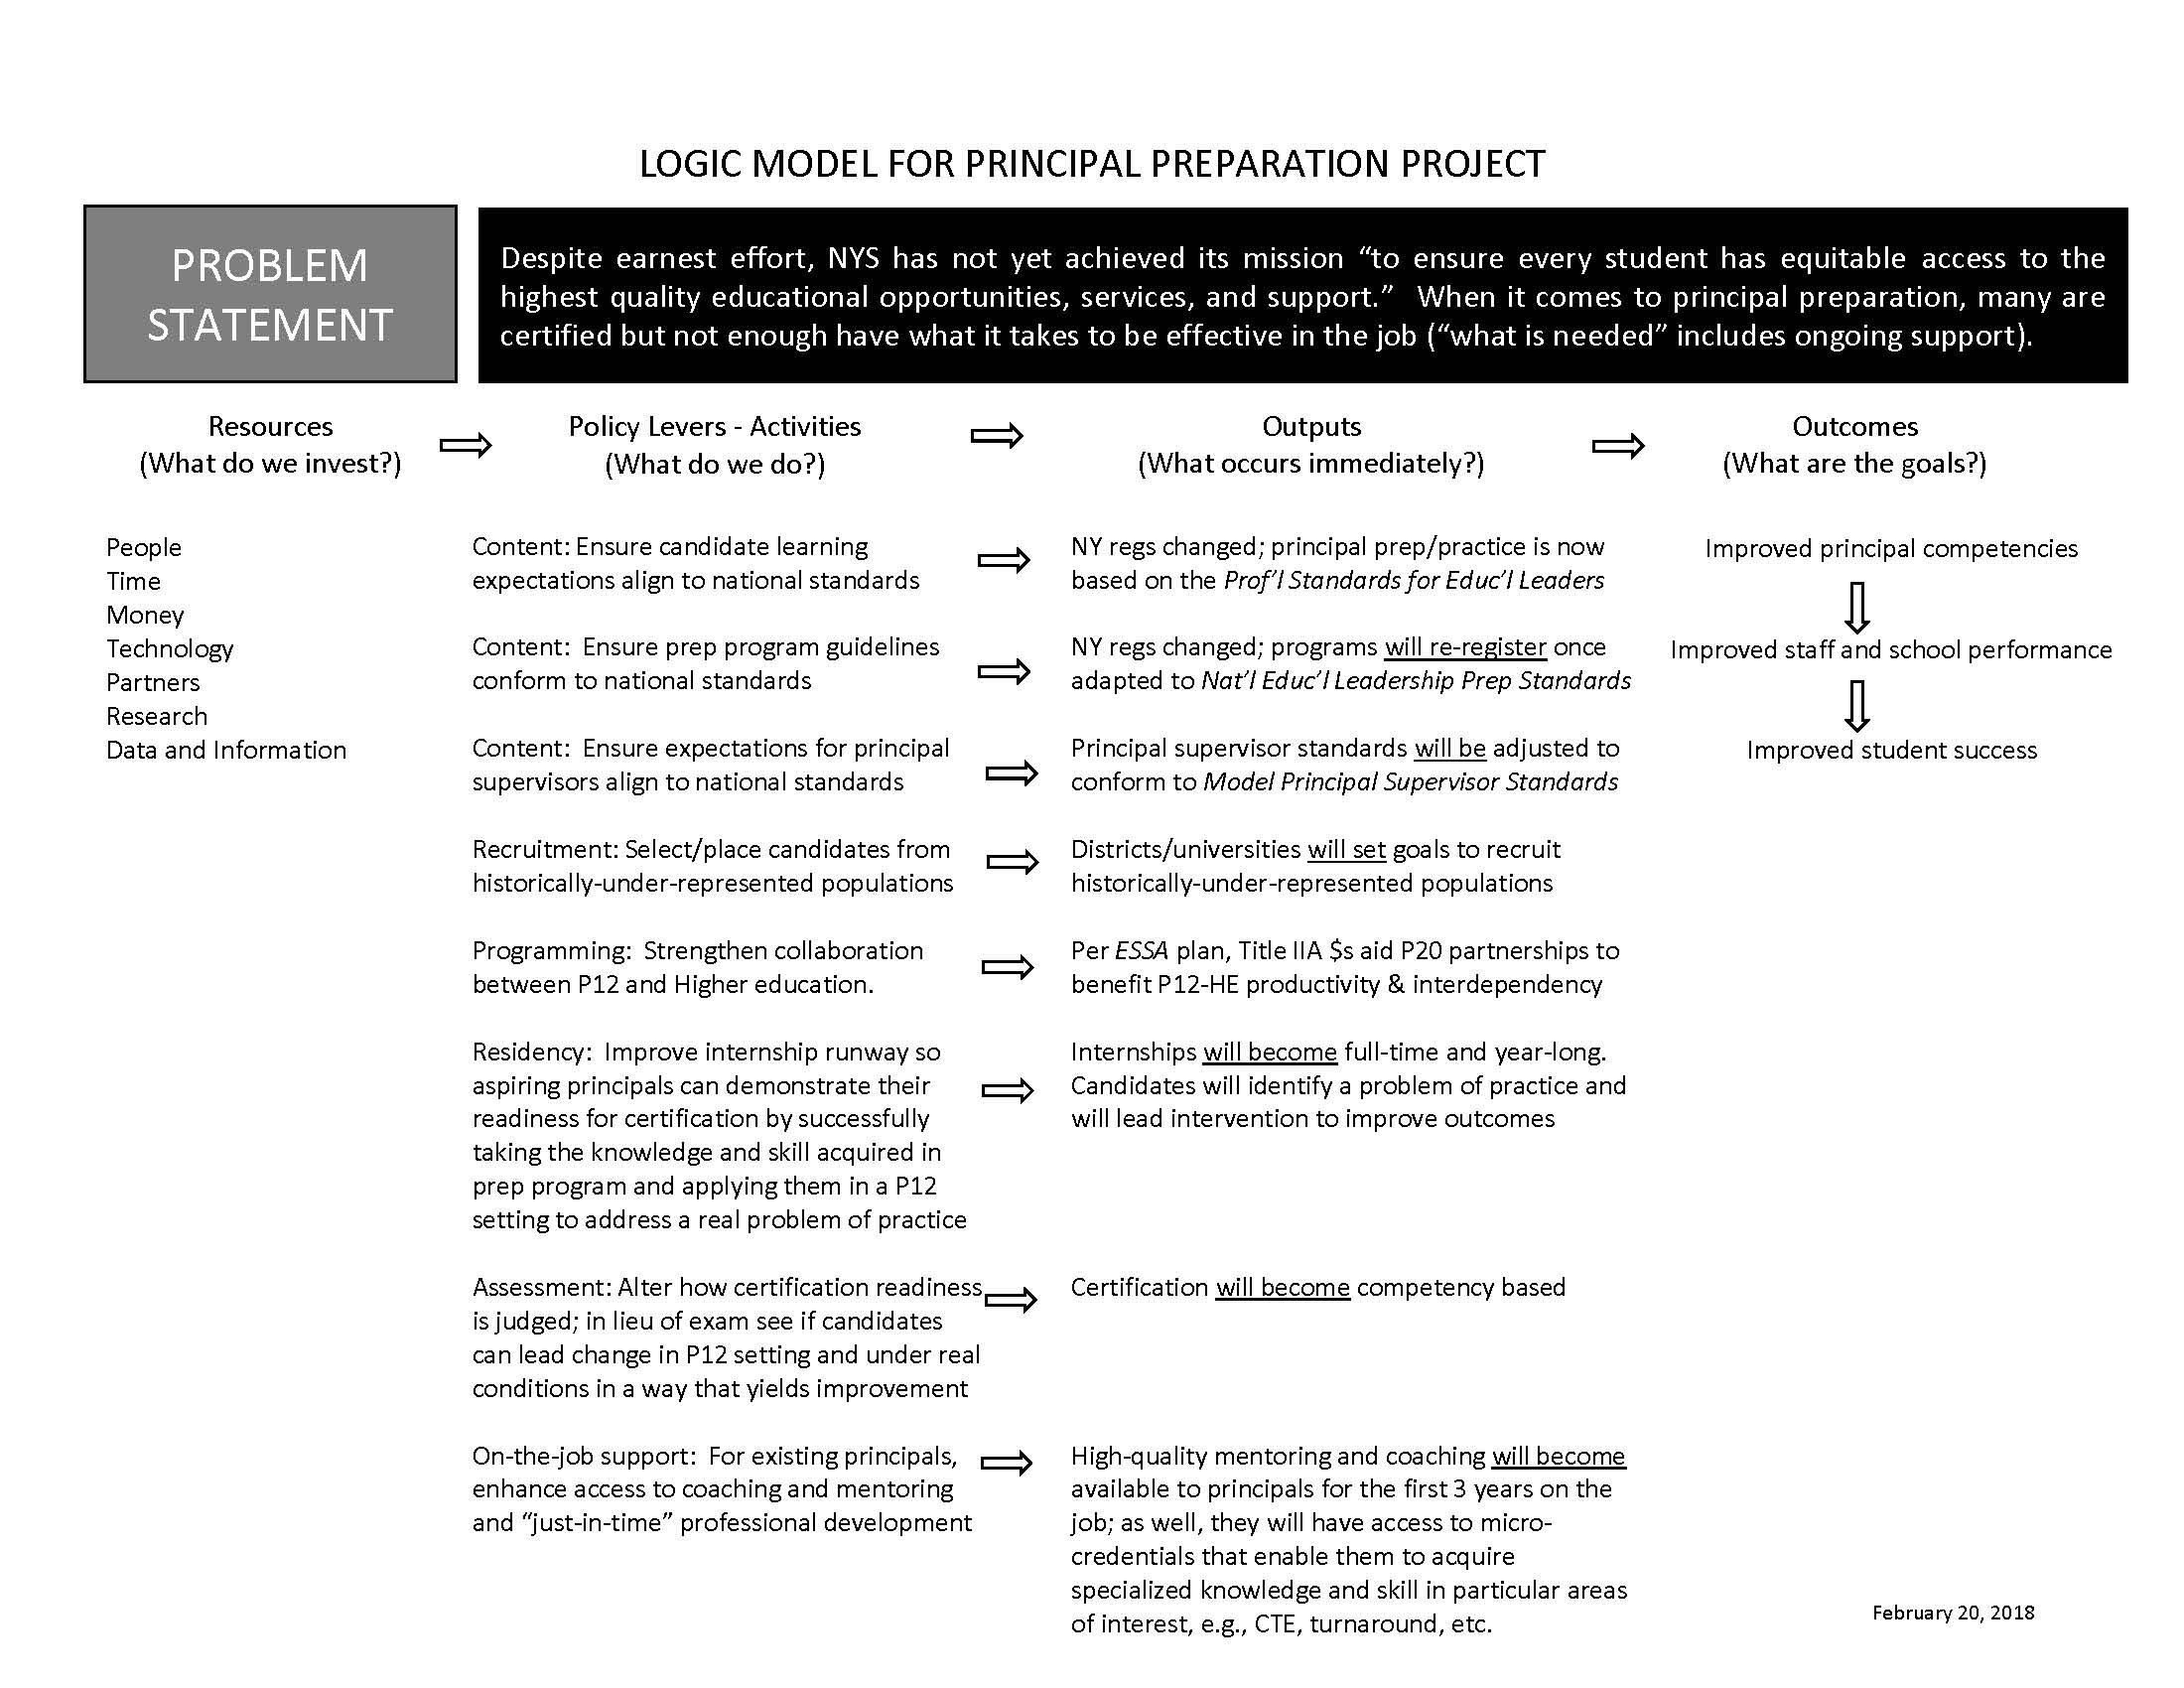 LOGIC MODEL FOR PRINCIPAL PREPARATION PROJECT
PROBLEM
STATEMENT
Despite earnest effort, NYS has not yet achieved its mission “to ensure every student has equitable access to the
highest quality educational opportunities, services, and support.”  When it comes to principal preparation, many are
certified but not enough have what it takes to be effective in the job (“what is needed” includes ongoing support).
Resources
(What do we invest?)
Policy Levers - Activities
(What do we do?)
Outputs
(What occurs immediately?)
Outcomes
(What are the goals?)
People
Time
Money
Technology
Partners
Research
Data and Information
Content: Ensure candidate learning
expectations align to national standards
NY regs changed; principal prep/practice is now
based on the Prof’l Standards for Educ’l Leaders
Content:  Ensure prep program guidelines
conform to national standards
NY regs changed; programs will re-register once
adapted to Nat’l Educ’l Leadership Prep Standards
Content:  Ensure expectations for principal
supervisors align to national standards
Principal supervisor standards will be adjusted to
conform to Model Principal Supervisor Standards
Recruitment: Select/place candidates from
historically-under-represented populations
Districts/universities will set goals to recruit
historically-under-represented populations
Programming:  Strengthen collaboration
between P12 and Higher education.
Per ESSA plan, Title IIA $s aid P20 partnerships to
benefit P12-HE productivity & interdependency
Residency:  Improve internship runway so
aspiring principals can demonstrate their
readiness for certification by successfully
taking the knowledge and skill acquired in
prep program and applying them in a P12
setting to address a real problem of practice
Internships will become full-time and year-long.
Candidates will identify a problem of practice and
will lead intervention to improve outcomes
Assessment: Alter how certification readiness
is judged; in lieu of exam see if candidates
can lead change in P12 setting and under real
conditions in a way that yields improvement
Certification will become competency based
On-the-job support:  For existing principals,
enhance access to coaching and mentoring
and “just-in-time” professional development
High-quality mentoring and coaching will become
available to principals for the first 3 years on the
job; as well, they will have access to micro-
credentials that enable them to acquire
specialized knowledge and skill in particular areas
of interest, e.g., CTE, turnaround, etc.
Improved principal competencies
Improved staff and school performance
Improved student success
February 20, 2018